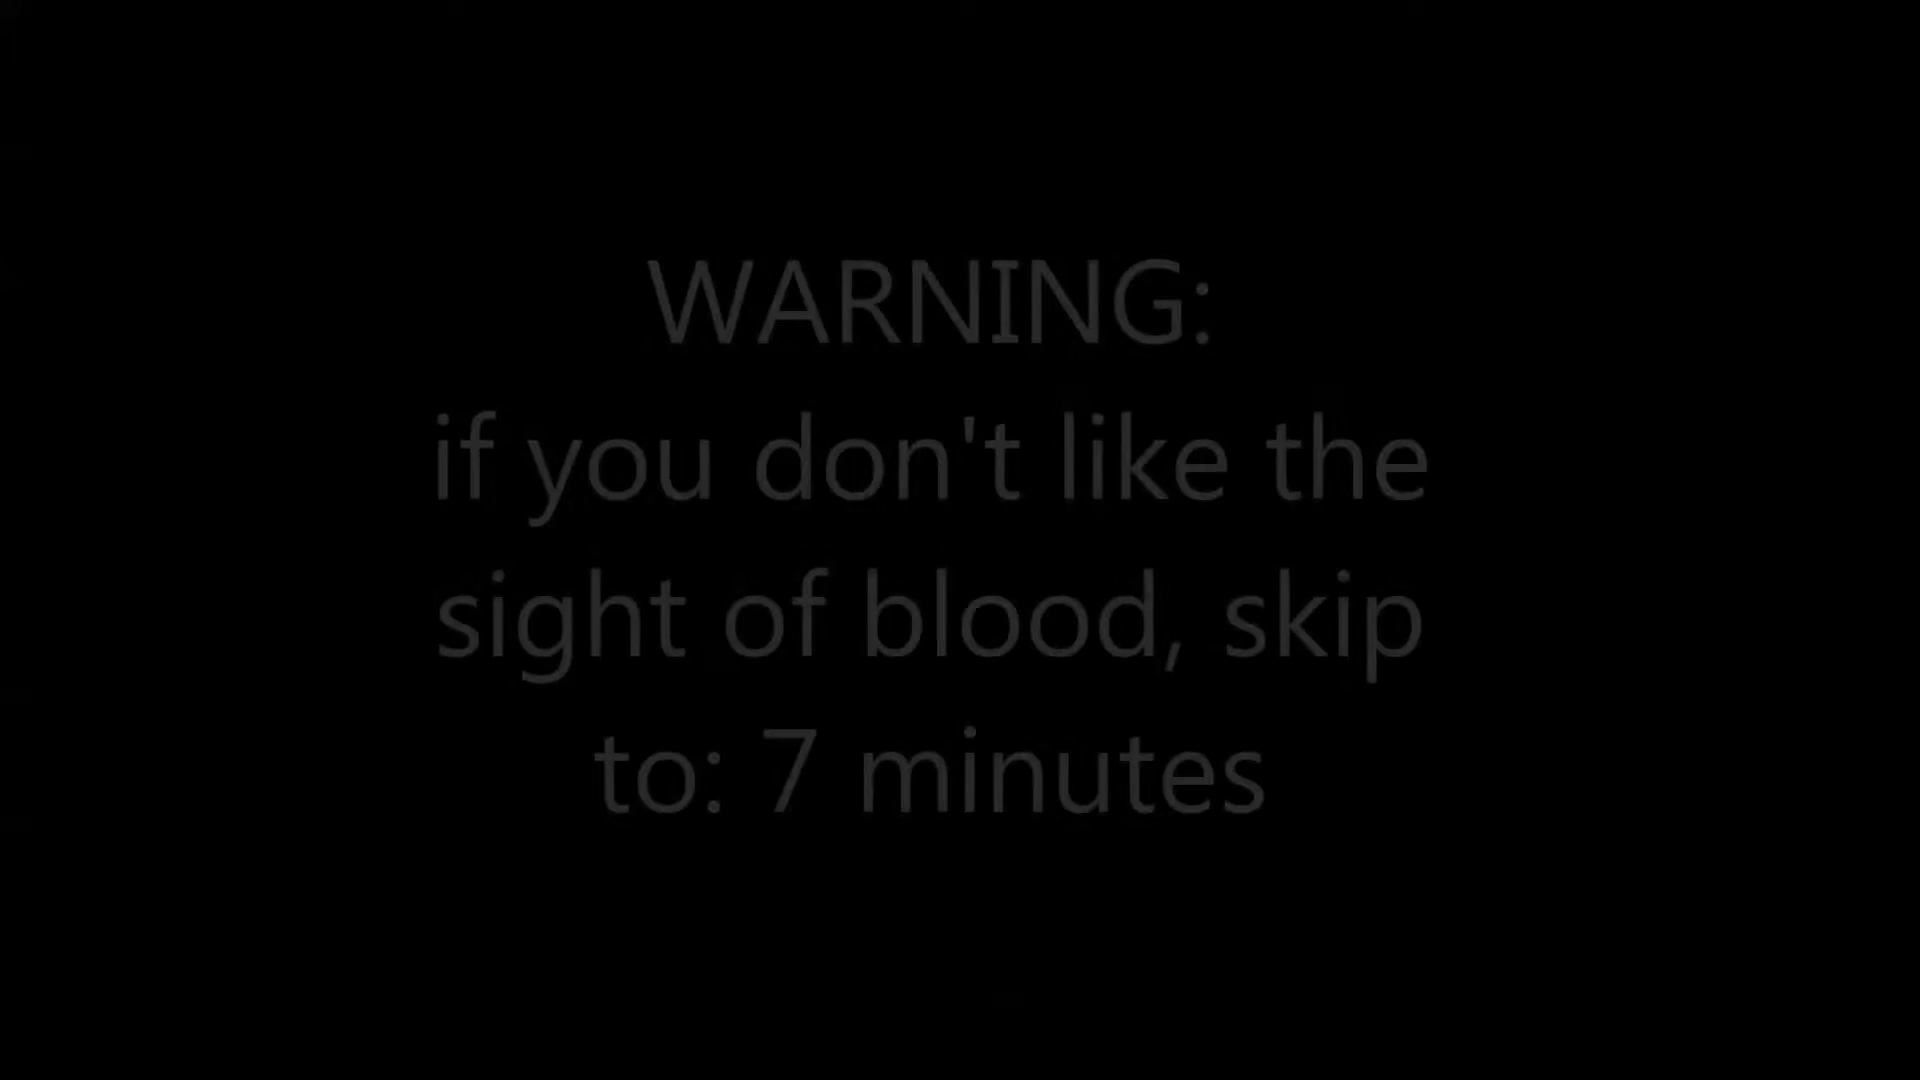 WARNING:
if you don't like the
sight of blood, skip
to: 7 minutes